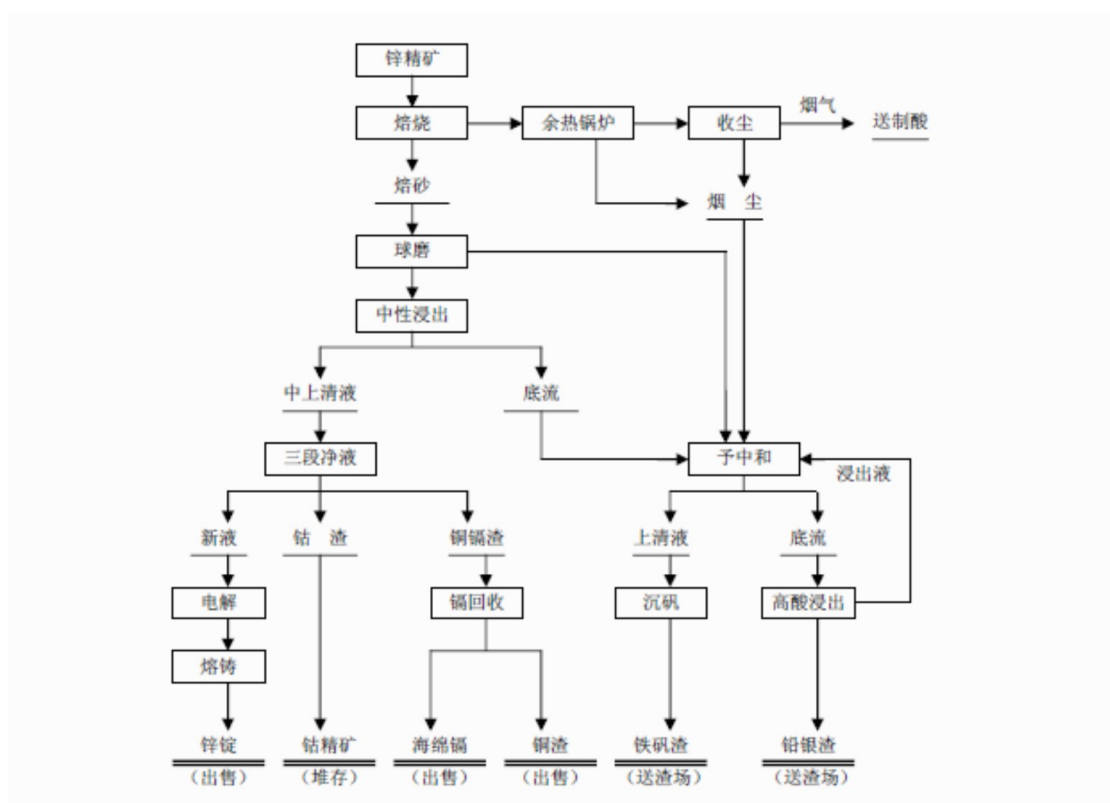 锌精矿
烟气
焙烧
余热锅炉
收尘
送制酸
焙砂
烟 尘
球磨
中性浸出
中上清液
底流
三段净液
予中和
浸出液
新液
钴 渣
铜镉渣
上清液
底流
电解
镉回收
沉矾
高酸浸出
熔铸
锌锭
钴精矿
海绵镉
铜渣
铁矾渣
铅银渣
（出售）
（堆存）
（出售）
（出售）
（送渣场）
（送渣场）